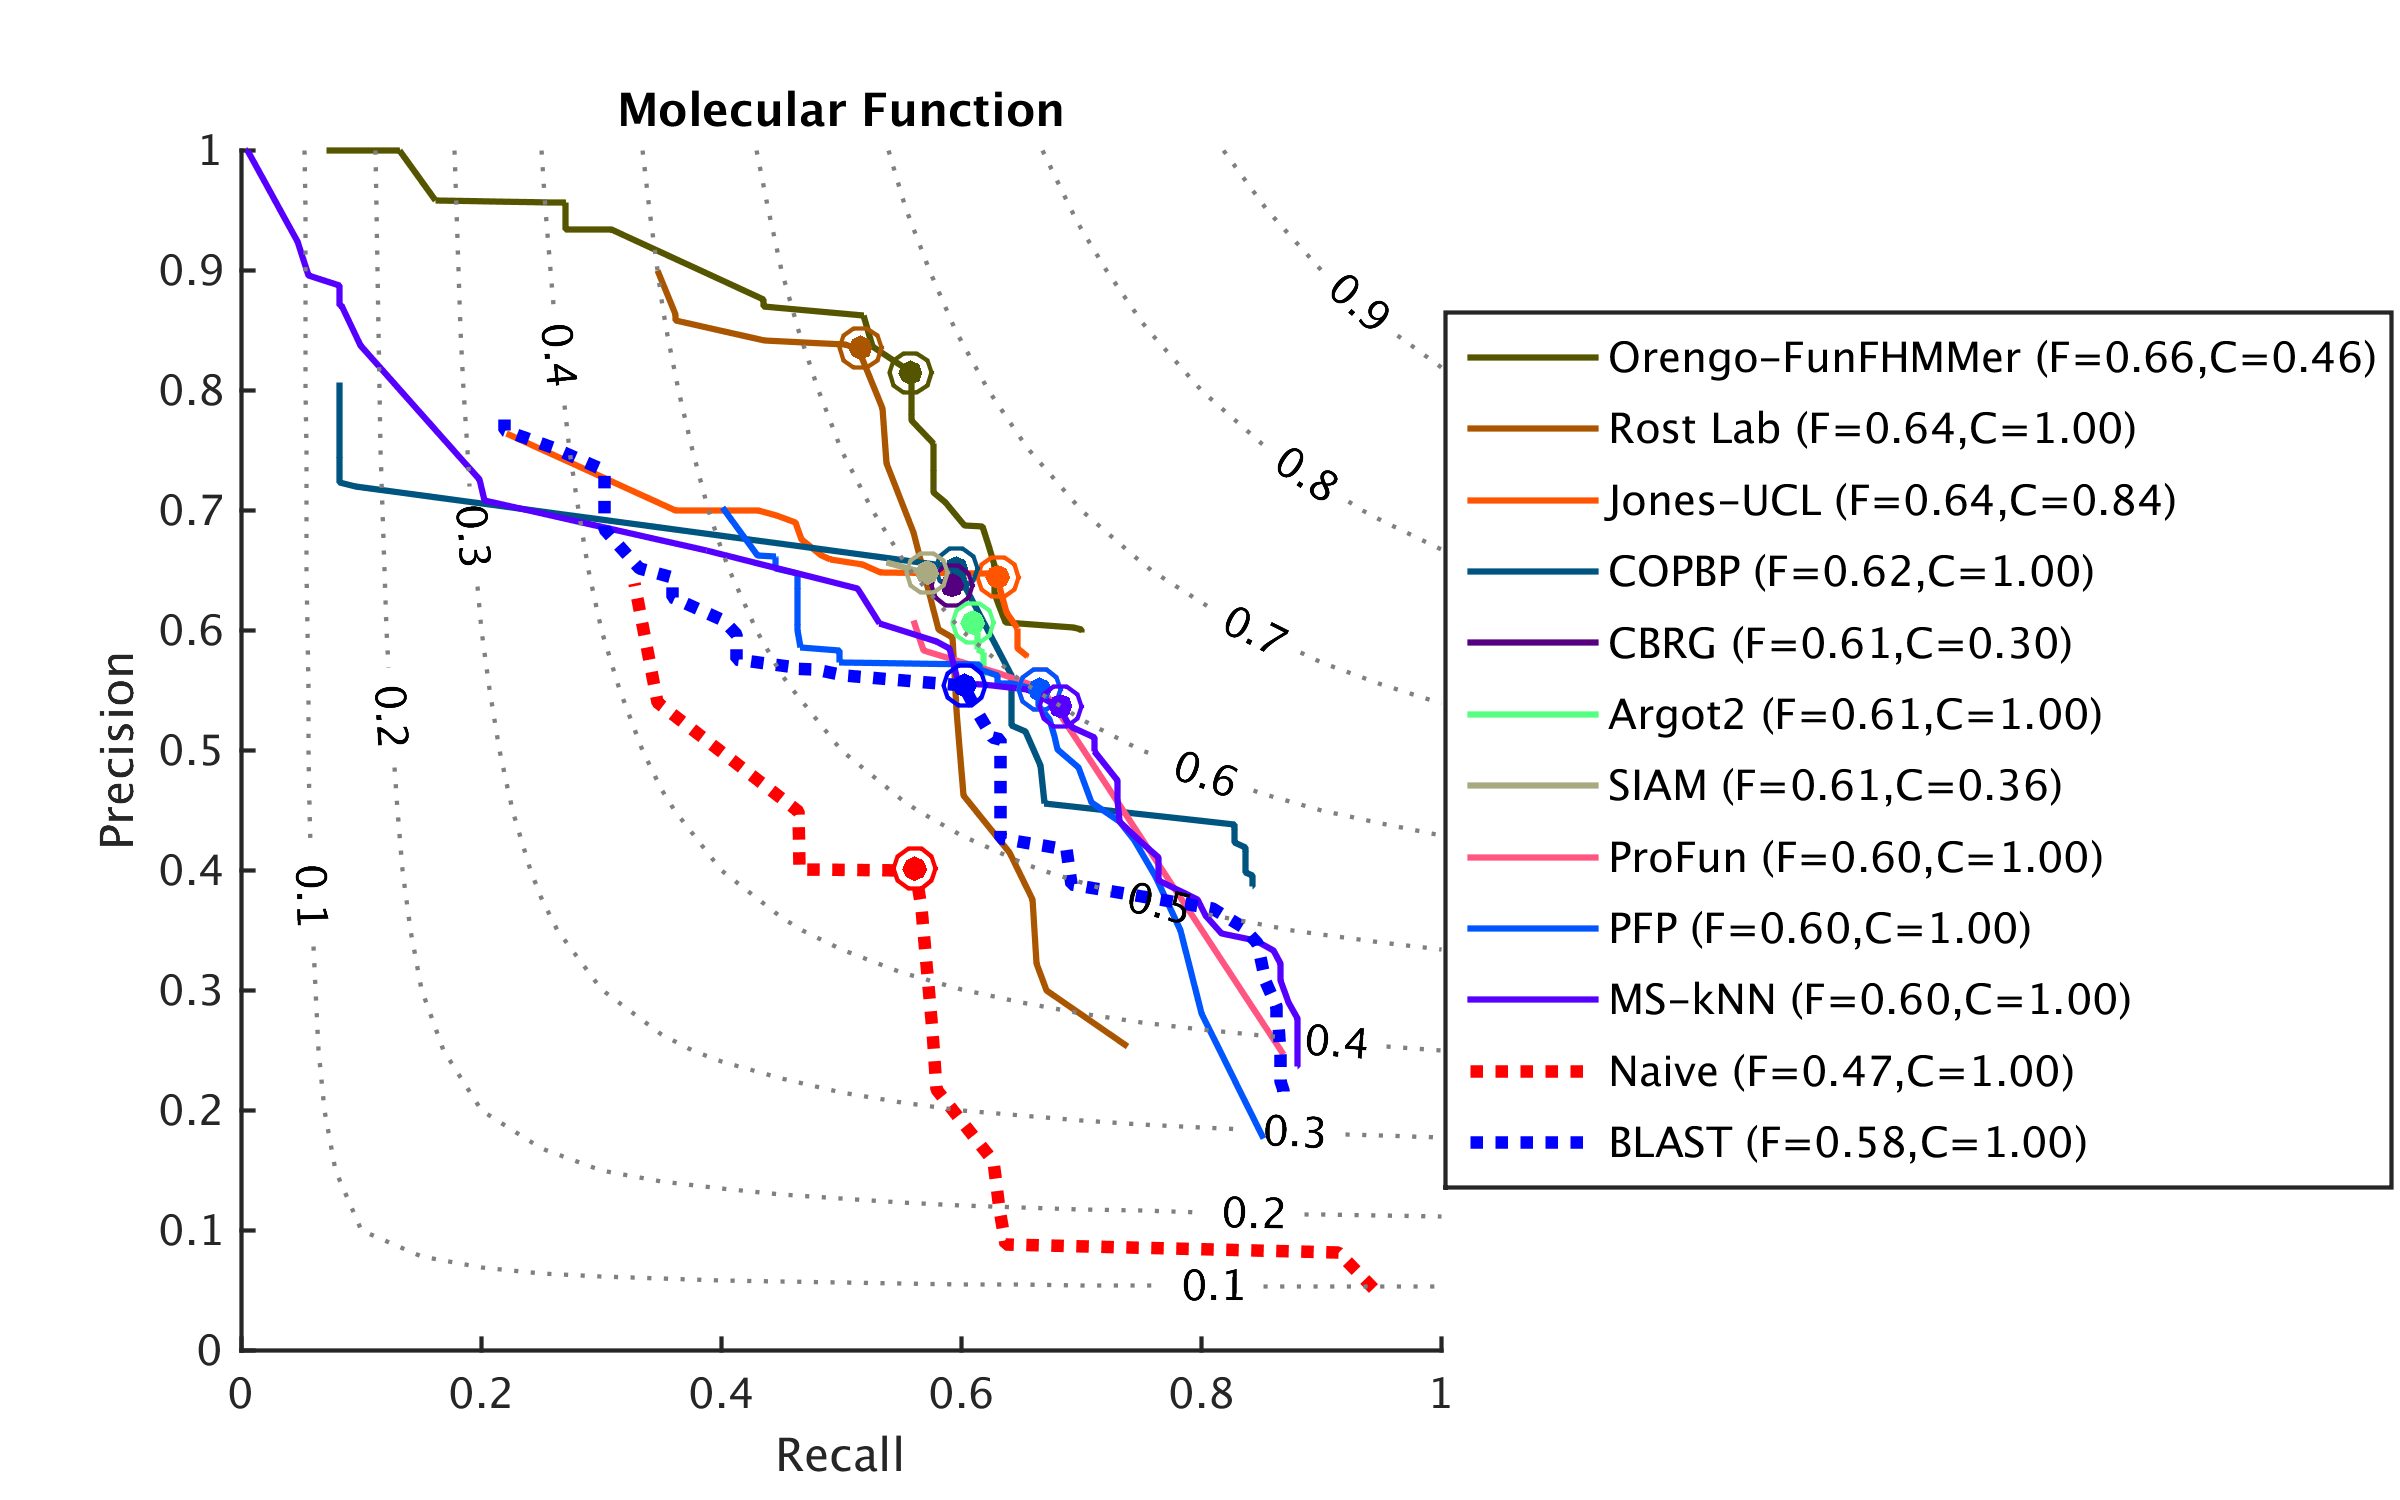 Molecular Function
1
0.9
0.8
0.7
0.6
0.5
0.4
0.3
0.2
0.1
0
Precision
0
0.2
0.4
0.6
0.8
1
Recall
0.1
0.2
0.3
0.4
0.9
0.8
0.7
0.6
0.5
0.4
0.3
0.2
0.1
Orengo-FunFHMMer (F=0.66,C=0.46)
Rost Lab (F=0.64,C=1.00)
Jones-UCL (F=0.64,C=0.84)
COPBP (F=0.62,C=1.00)
CBRG (F=0.61,C=0.30)
Argot2 (F=0.61,C=1.00)
SIAM (F=0.61,C=0.36)
ProFun (F=0.60,C=1.00)
PFP (F=0.60,C=1.00)
MS-kNN (F=0.60,C=1.00)
Naive (F=0.47,C=1.00)
BLAST (F=0.58,C=1.00)